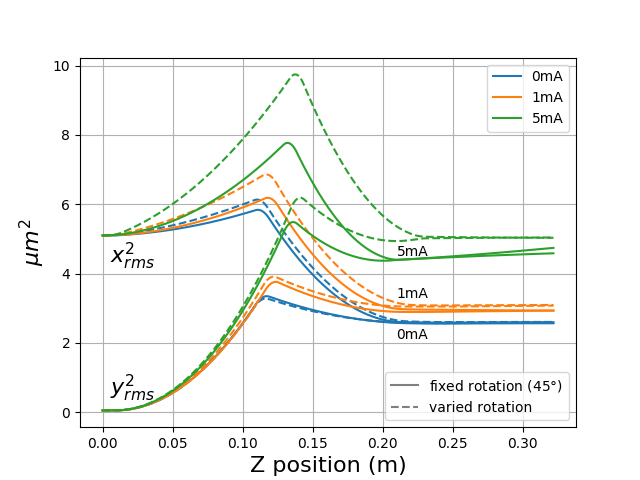 10
8
6
4
2
0
μm²
0mA
1mA
5mA
x²rms
5mA
1mA
0mA
y²rms
fixed rotation (45°)
varied rotation
0.00 0.05 0.10 0.15 0.20 0.25 0.30
Z position (m)